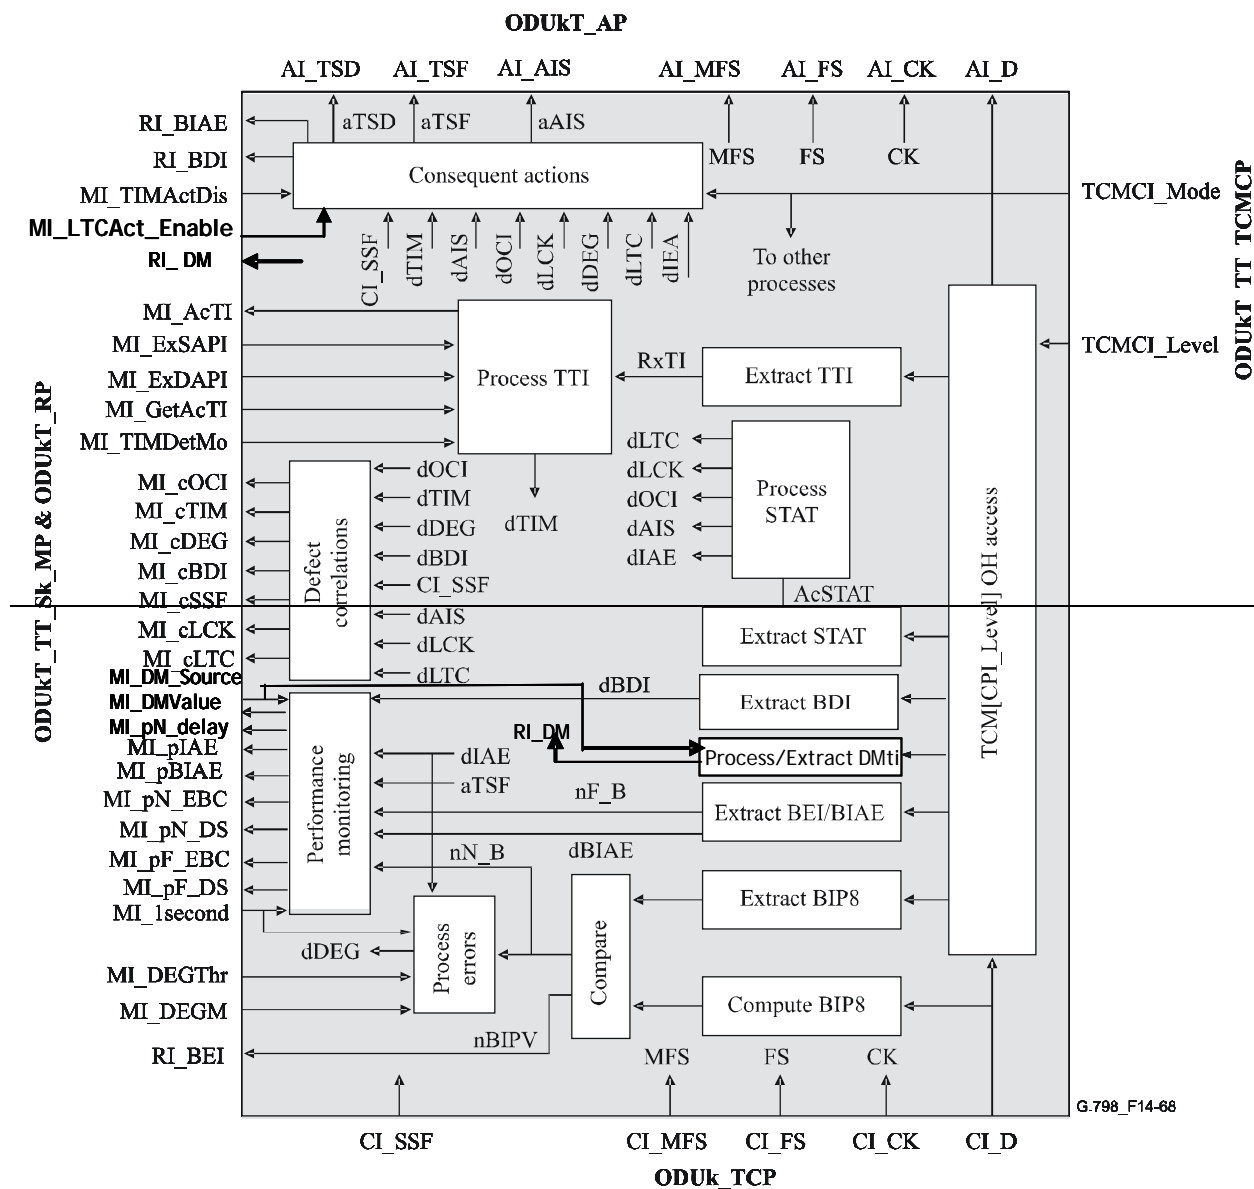 ODUkT_AP
AI_TSD
AI_TSF
AI_AIS
AI_MFS
AI_FS
AI_CK
AI_D
RI_BIAE
aTSD
aTSF
aAIS
RI_BDI
MFS
FS
CK
MI_TIMActDis
Consequent actions
TCMCI_Mode
MI_LTCAct_Enable
RI_ DM
CI_SSF
dTIM
dAIS
dOCI
dLCK
dDEG
dLTC
dIEA
To other
processes
ODUkT_TT_TCMCP
MI_AcTI
MI_ExSAPI
MI_ExDAPI
MI_GetAcTI
MI_TIMDetMo
Process TTI
RxTI
Extract TTI
TCMCI_Level
dTIM
dLTC
dLCK
dOCI
dAIS
dIAE
Process
STAT
AcSTAT
ODUkT_TT_Sk_MP & ODUkT_RP
MI_cOCI
MI_cTIM
MI_cDEG
MI_cBDI
MI_cSSF
MI_cLCK
MI_cLTC
Defect
correlations
dOCI
dTIM
dDEG
dBDI
CI_SSF
dAIS
dLCK
dLTC
Extract STAT
TCM[CPI_Level] OH access
MI_DM_Source
MI_DMValue
MI_pN_delay
MI_pIAE
MI_pBIAE
MI_pN_EBC
MI_pN_DS
MI_pF_EBC
MI_pF_DS
MI_1second
Performance
monitoring
dBDI
Extract BDI
RI_DM
Process/Extract DMti
dIAE
aTSF
nF_B
Extract BEI/BIAE
dBIAE
nN_B
Extract BIP8
dDEG
Process
errors
Compare
MI_DEGThr
MI_DEGM
Compute BIP8
nBIPV
RI_BEI
MFS
FS
CK
G.798_F14-68
CI_SSF
CI_MFS
CI_FS
CI_CK
CI_D
ODUk_TCP